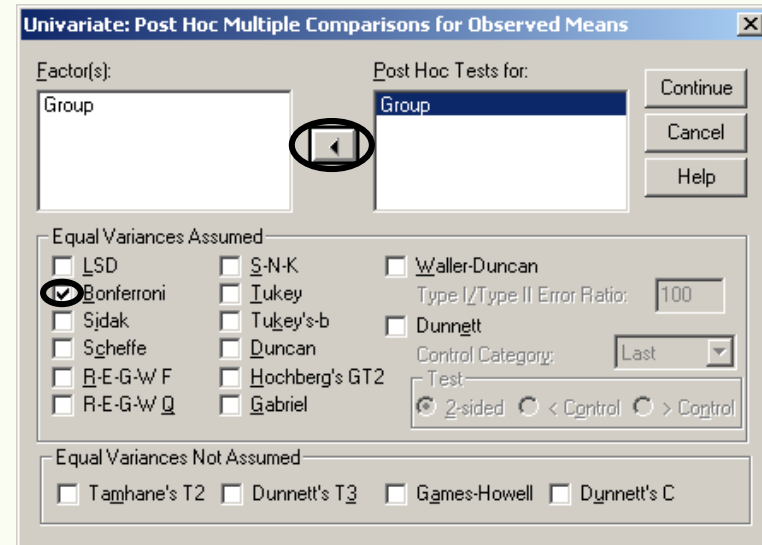 Univariate: Post Hoc Multiple Comparisons for Observed Means
Factor(s):
Group
Post Hoc Tests for:
Group
Continue
Cancel
Help
Equal Variances Assumed
LSD
Bonferroni
Sidak
Scheffe
R-E-G-W F
R-E-G-W Q
S-N-K
Tukey
Tukey's-b
Duncan
Hochberg's GT2
Gabriel
Waller-Duncan
Type I/Type II Error Ratio: 100
Dunnett
Control Category: Last
Test
2-sided < Control > Control
Equal Variances Not Assumed
Tamhane's T2 Dunnett's T3 Games-Howell Dunnett's C